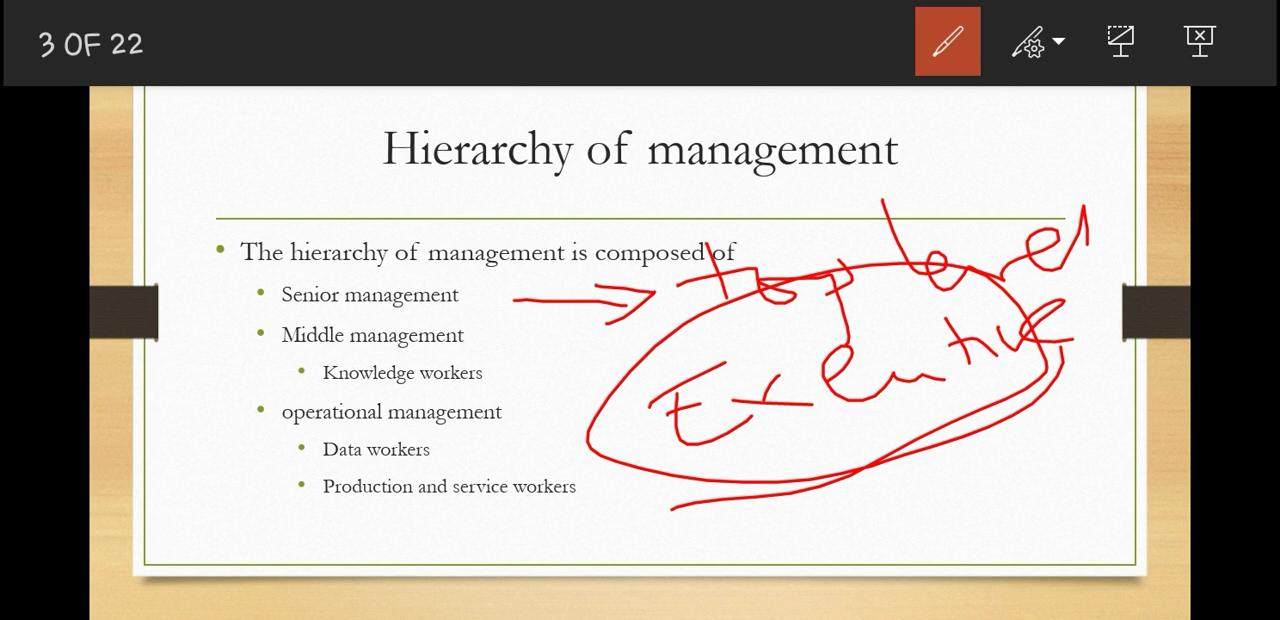 3 OF 22
Hierarchy of management
The hierarchy of management is composed of
top level
Senior management
Middle management
Executive
Knowledge workers
operational management
Data workers
Production and service workers